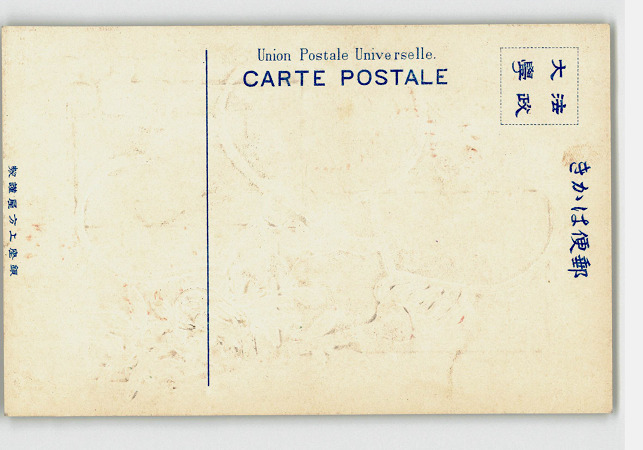 Union Postale Universelle.
CARTE POSTALE
法政
大學
郵便はかき
銀座上方屋謹製